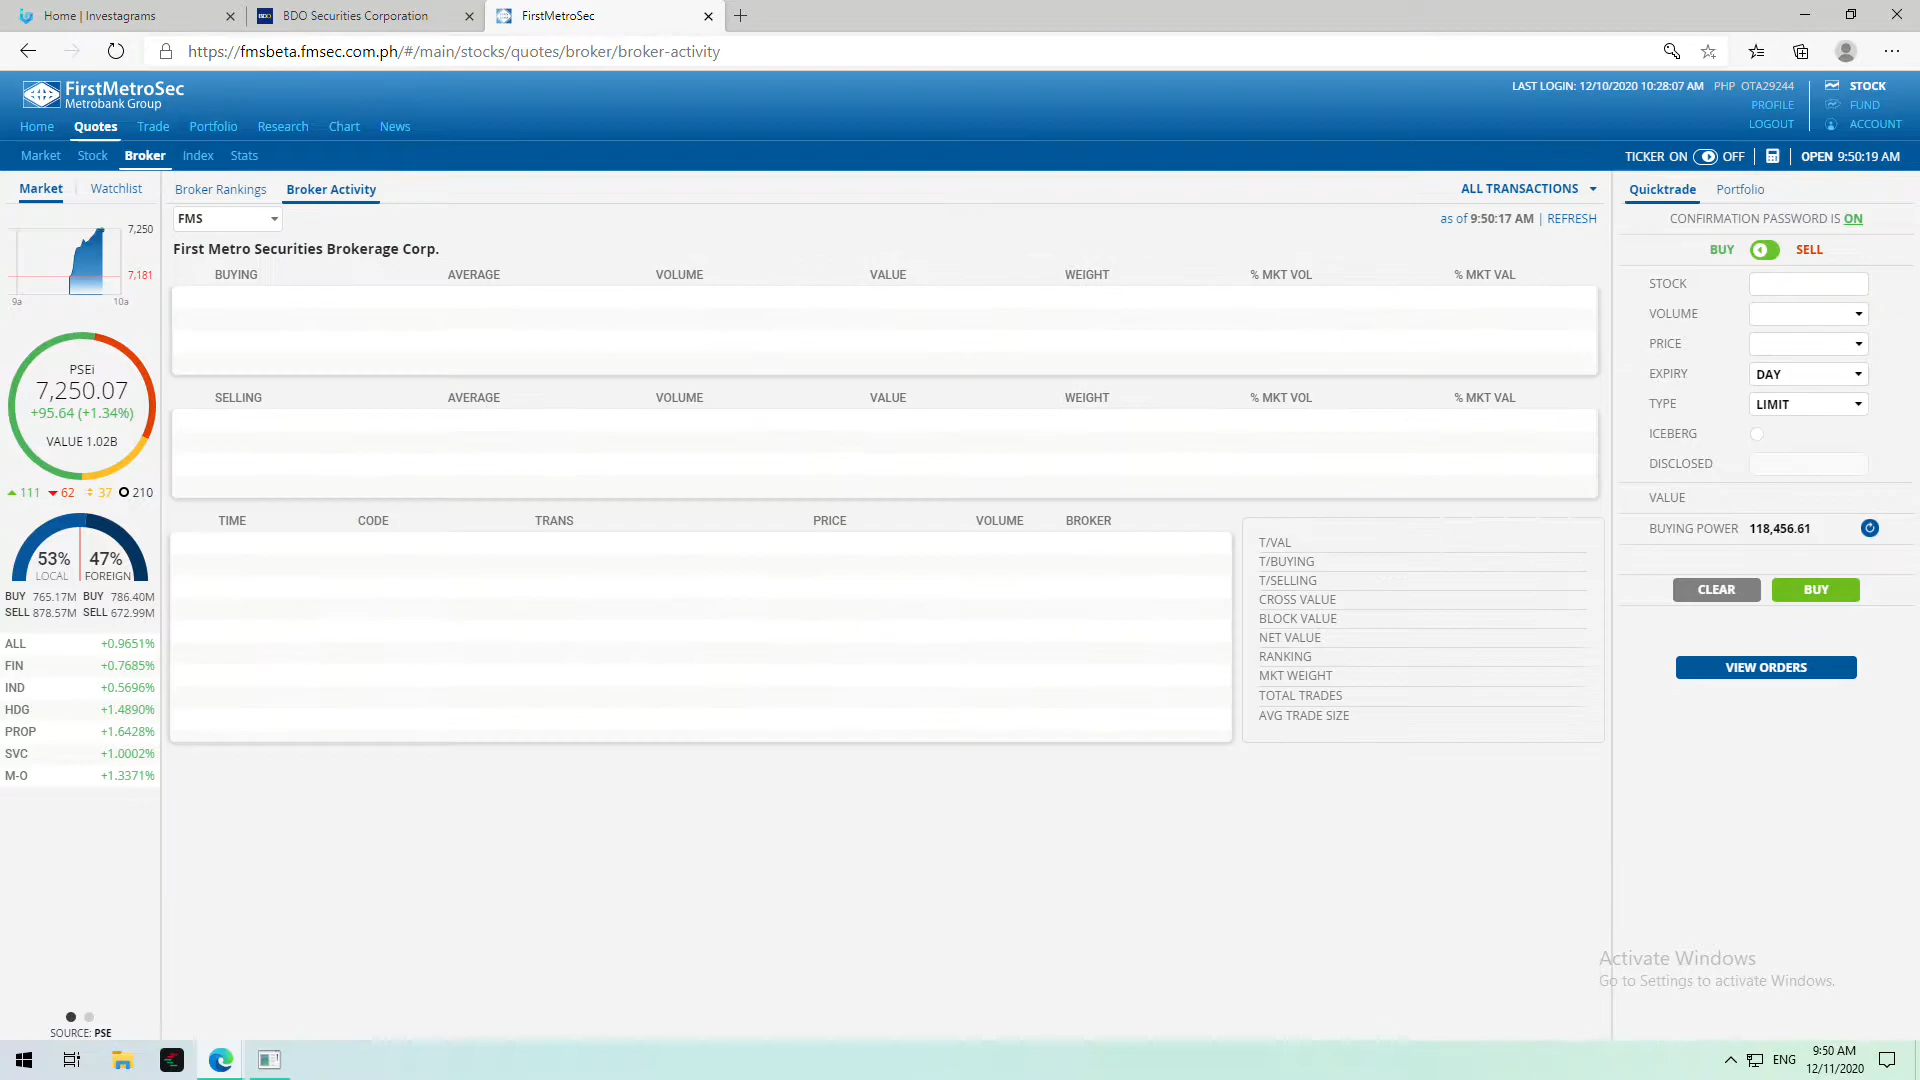 Home | Investagrams
BDO Securities Corporation
FirstMetroSec
https://fmsbeta.fmsec.com.ph/#/main/stocks/quotes/broker/broker-activity
FirstMetroSec
Metrobank Group
LAST LOGIN: 12/10/2020 10:28:07 AM PHP OTA29244
PROFILE
LOGOUT
STOCK
FUND
ACCOUNT
Home Quotes Trade Portfolio Research Chart News
Market Stock Broker Index Stats
TICKER ON OFF
OPEN 9:50:19 AM
Market Watchlist
7,250
7,181
9a 10a
PSEi
7,250.07
+95.64 (+1.34%)
VALUE 1.02B
111 62 37 210
53% 47%
LOCAL FOREIGN
BUY 765.17M BUY 786.40M
SELL 878.57M SELL 672.99M
ALL +0.9651%
FIN +0.7685%
IND +0.5696%
HDG +1.4890%
PROP +1.6428%
SVC +1.0002%
M-O +1.3371%
SOURCE: PSE
Broker Rankings Broker Activity
ALL TRANSACTIONS
FMS
as of 9:50:17 AM | REFRESH
First Metro Securities Brokerage Corp.
BUYING AVERAGE VOLUME VALUE WEIGHT % MKT VOL % MKT VAL
SELLING AVERAGE VOLUME VALUE WEIGHT % MKT VOL % MKT VAL
TIME CODE TRANS PRICE VOLUME BROKER
T/VAL
T/BUYING
T/SELLING
CROSS VALUE
BLOCK VALUE
NET VALUE
RANKING
MKT WEIGHT
TOTAL TRADES
AVG TRADE SIZE
Quicktrade Portfolio
CONFIRMATION PASSWORD IS ON
BUY SELL
STOCK
VOLUME
PRICE
EXPIRY DAY
TYPE LIMIT
ICEBERG
DISCLOSED
VALUE
BUYING POWER 118,456.61
CLEAR BUY
VIEW ORDERS
Activate Windows
Go to Settings to activate Windows.
ENG
9:50 AM
12/11/2020